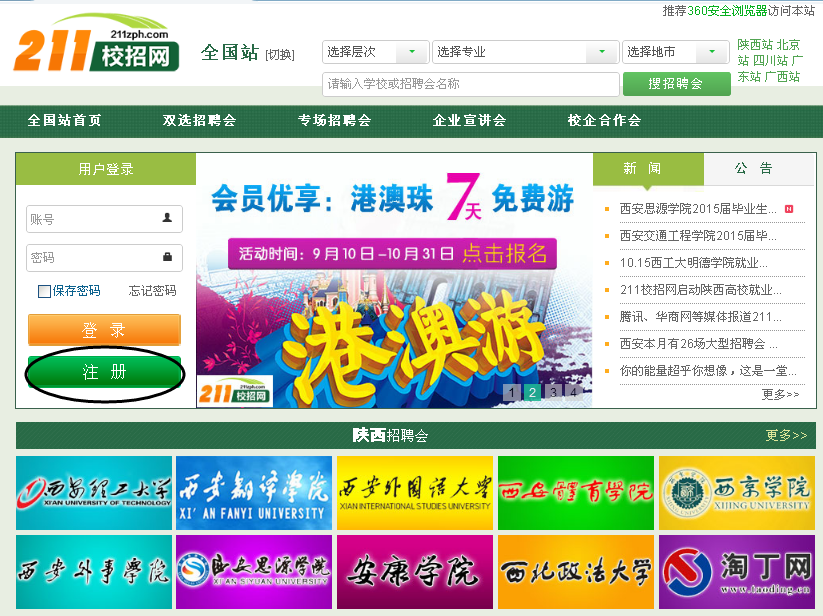 推荐360安全浏览器访问本站
211zph.com
211校招网
全国站 [切换]
选择层次 选择专业 选择地市
陕西站 北京
站 四川站 广
东站 广西站
请输入学校或招聘会名称 搜招聘会
全国站首页 双选招聘会 专场招聘会 企业宣讲会 校企合作会
用户登录
账号
密码
保存密码 忘记密码
登 录
注 册
会员优享：港澳珠7天免费游
活动时间：9月10日-10月31日 点击报名
港澳游
211zph.com
211校招网
1 2 3 4
新 闻 公 告
西安思源学院2015届毕业生... N
西安交通工程学院2015届毕...
10.15西工大明德学院就业...
211校招网启动陕西高校就业...
腾讯、华商网等媒体报道211...
西安本月有26场大型招聘会 ...
你的能量超乎你想像，这是一堂...
更多>>
陕西招聘会 更多>>
西安理工大学
XI'AN UNIVERSITY OF TECHNOLOGY
西安翻译学院
XI' AN FANYI UNIVERSITY
西安外国语大学
XIAN INTERNATIONAL STUDIES UNIVERSITY
西安體育学院
西京学院
XIJING UNIVERSITY
西安外事学院
西安思源学院
XI'AN SIYUAN UNIVERSITY
安康学院
西北政法大学
淘丁网
www.taoding.cn